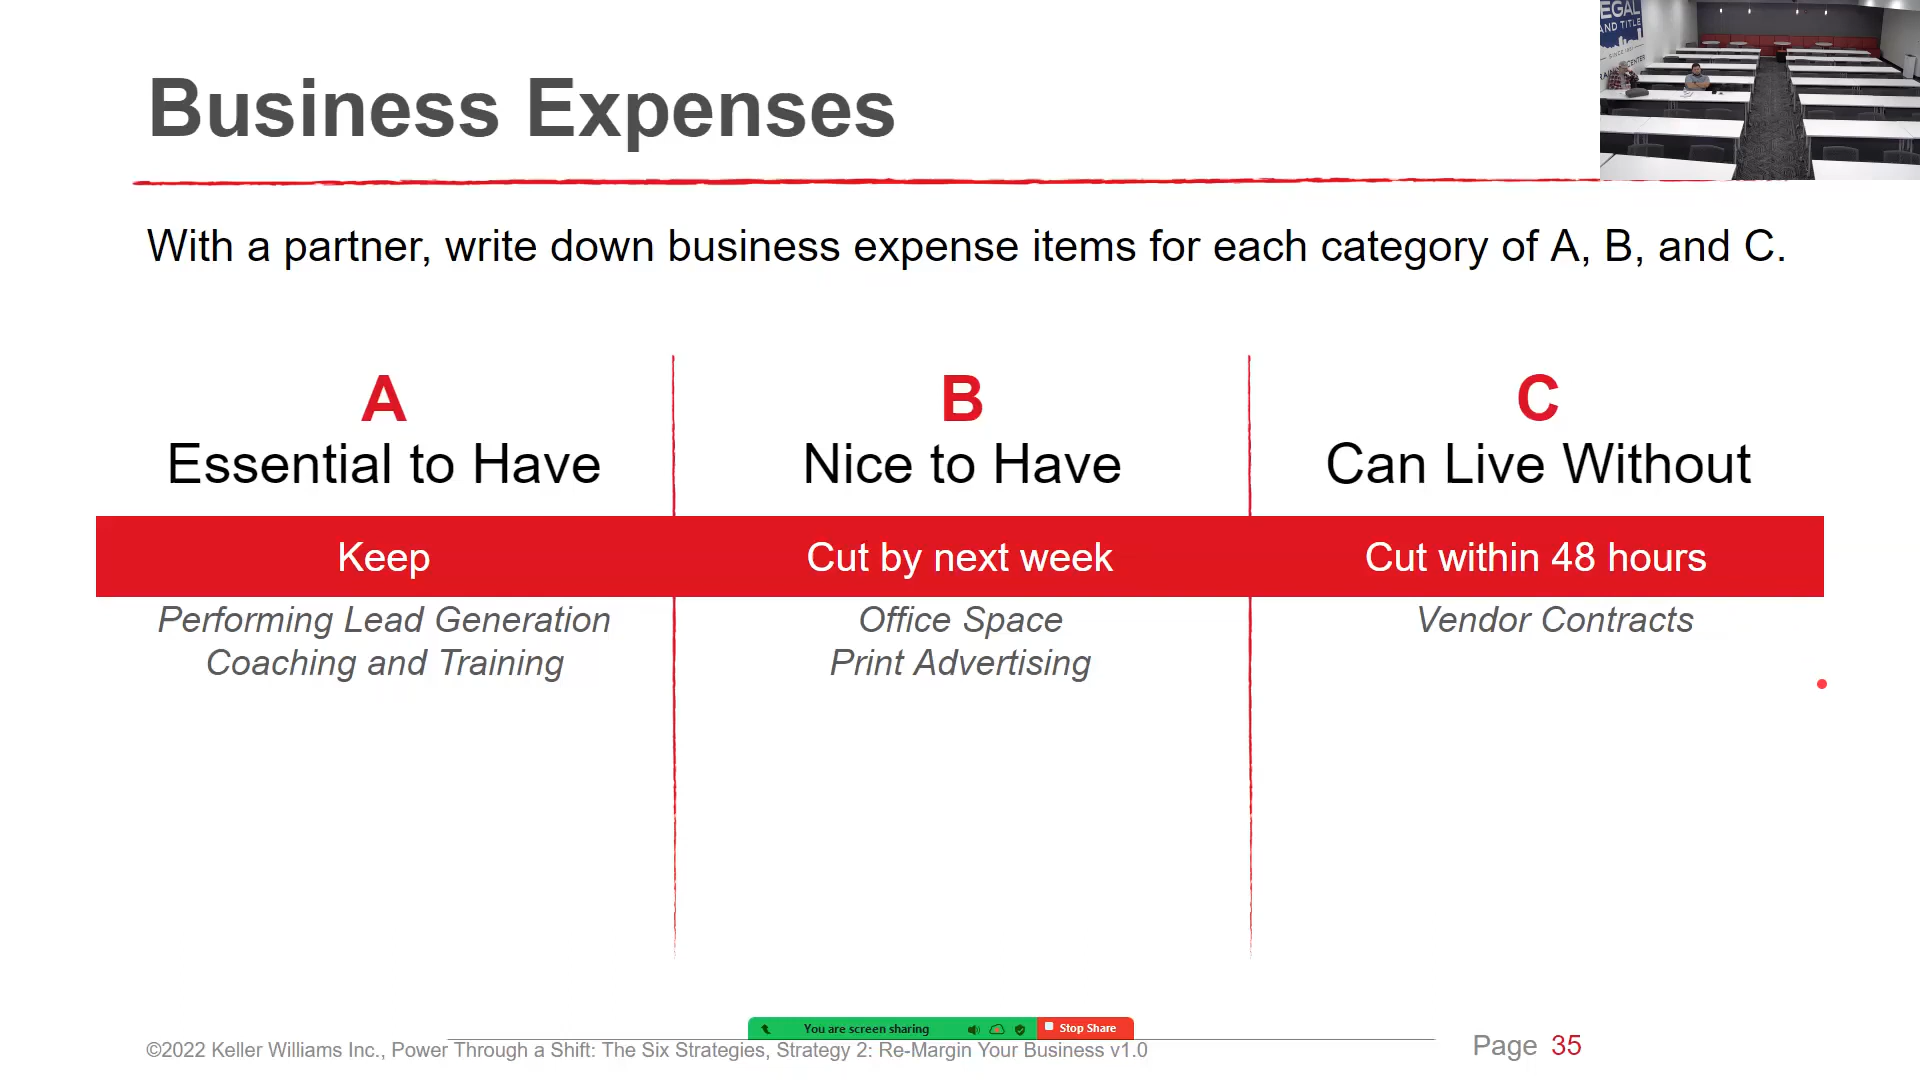 Business Expenses
EGAL
AND TITLE
With a partner, write down business expense items for each category of A, B, and C.
A
Essential to Have
B
Nice to Have
C
Can Live Without
Keep
Cut by next week
Cut within 48 hours
Performing Lead Generation
Coaching and Training
Office Space
Print Advertising
Vendor Contracts
You are screen sharing
Stop Share
©2022 Keller Williams Inc., Power Through a Shift: The Six Strategies, Strategy 2: Re-Margin Your Business v1.0
Page 35